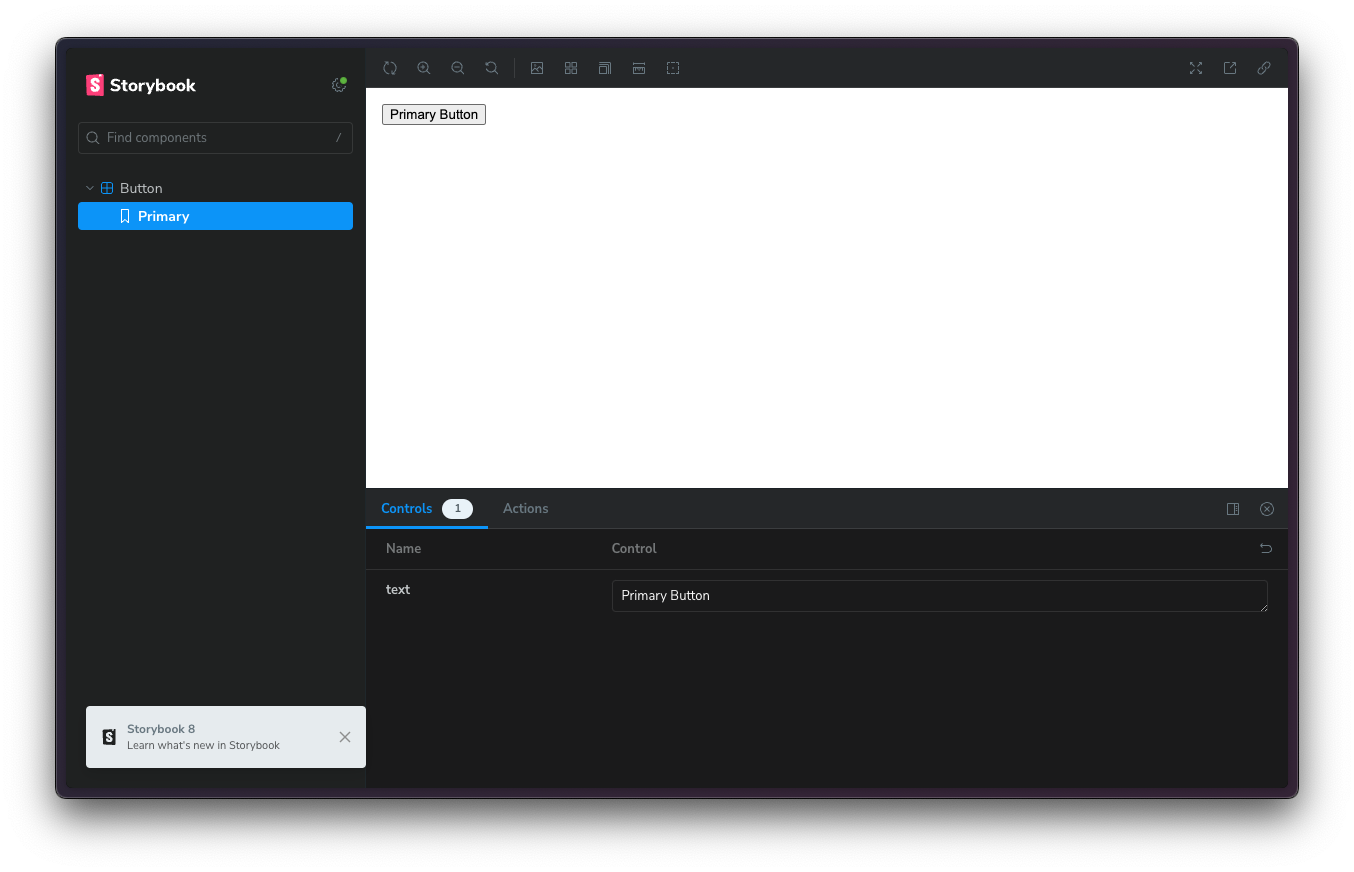 Storybook
Find components /
Button
Primary
Primary Button
Controls 1 Actions
Name Control
text Primary Button
Storybook 8
Learn what's new in Storybook